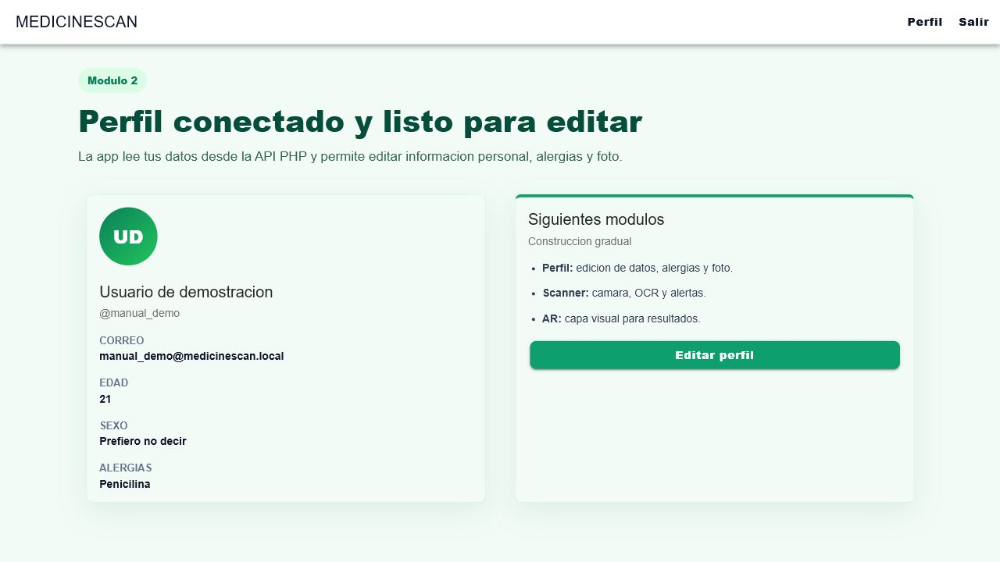 MEDICINESCAN
Perfil
Salir
Modulo 2
Perfil conectado y listo para editar
La app lee tus datos desde la API PHP y permite editar informacion personal, alergias y foto.
UD
Usuario de demostracion
@manual_demo
CORREO
manual_demo@medicinescan.local
EDAD
21
SEXO
Prefiero no decir
ALERGIAS
Penicilina
Siguientes modulos
Construccion gradual
• Perfil: edicion de datos, alergias y foto.
• Scanner: camara, OCR y alertas.
• AR: capa visual para resultados.
Editar perfil